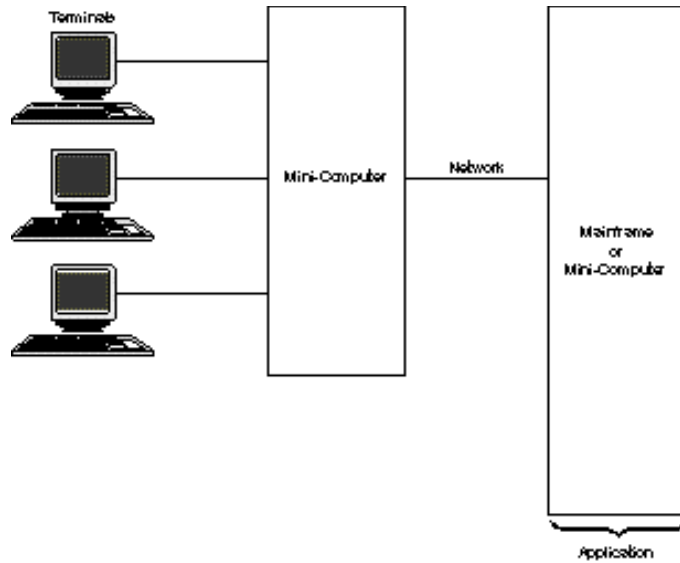 Terminals
Mini-Computer
Network
Mainframe
or
Mini-Computer
Application